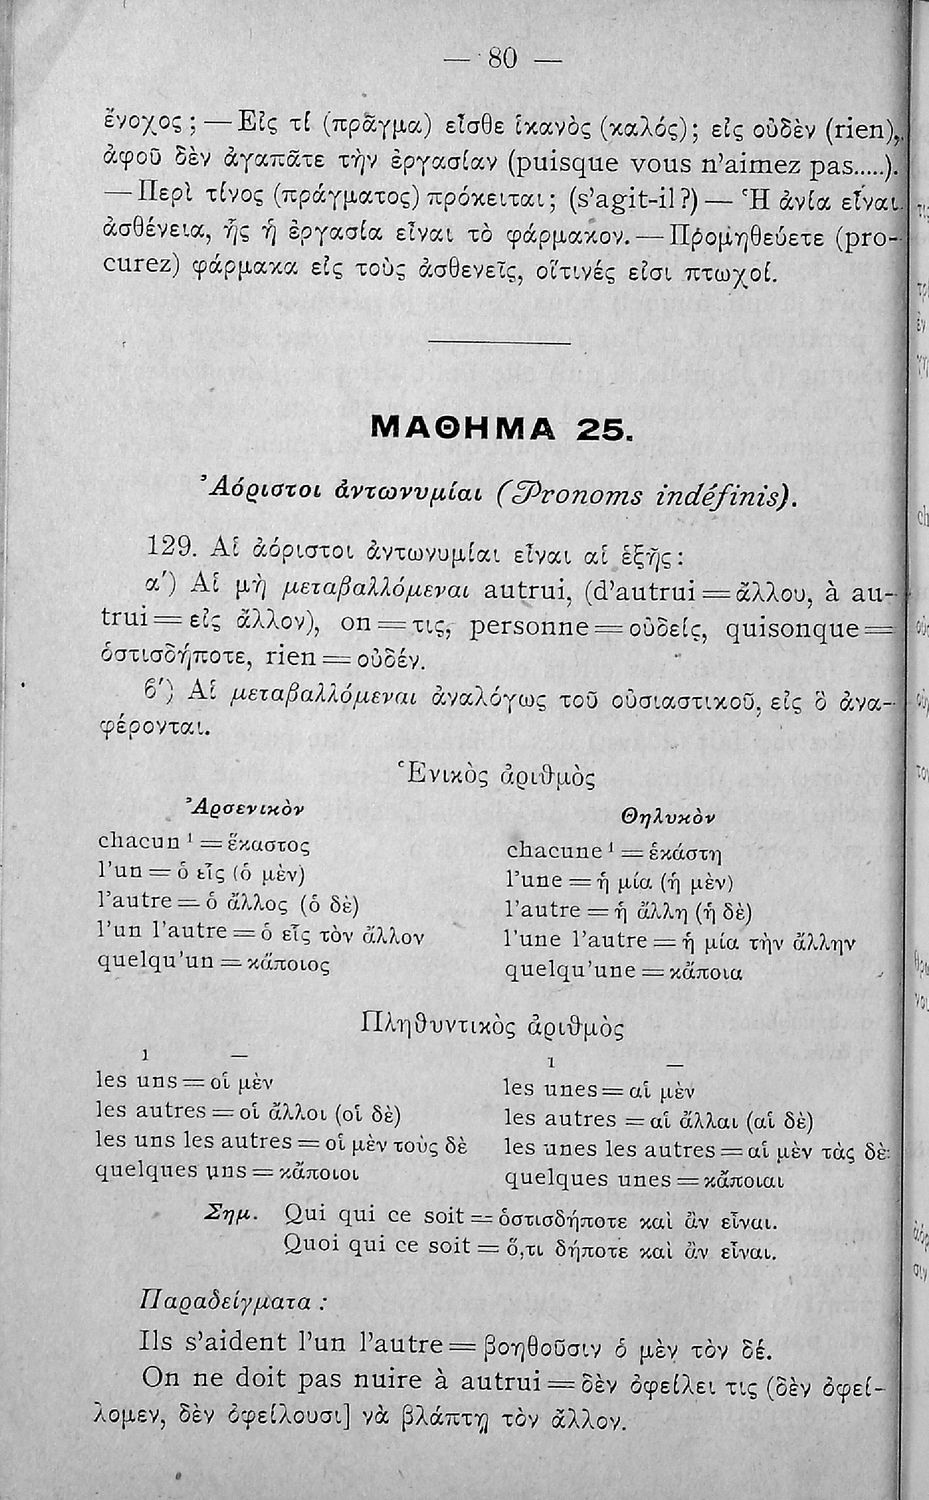 — 80 —
ἔνοχος ; — Εἰς τί (πρᾶγμα) εἶσθε ἱκανὸς (καλός); εἰς οὐδὲν (rien),
ἀφοῦ δὲν ἀγαπᾶτε τὴν ἐργασίαν (puisque vous n'aimez pas.....).
— Περὶ τίνος (πράγματος) πρόκειται; (s'agit-il?) — Ἡ ἀνία εἶναι
ἀσθένεια, ἧς ἡ ἐργασία εἶναι τὸ φάρμακον. — Προμηθεύετε (pro-
curez) φάρμακα εἰς τοὺς ἀσθενεῖς, οἵτινές εἰσι πτωχοί.
ΜΑΘΗΜΑ 25.
Ἀόριστοι ἀντωνυμίαι (Pronoms indéfinis).
129. Αἱ ἀόριστοι ἀντωνυμίαι εἶναι αἱ ἑξῆς:
α') Αἱ μὴ μεταβαλλόμεναι autrui, (d'autrui = ἄλλου, à au-
trui = εἰς ἄλλον), on = τις, personne = οὐδείς, quisonque =
ὁστισδήποτε, rien = οὐδέν.
β') Αἱ μεταβαλλόμεναι ἀναλόγως τοῦ οὐσιαστικοῦ, εἰς ὃ ἀνα-
φέρονται.
Ἑνικὸς ἀριθμὸς
Ἀρσενικὸν
chacun ¹ = ἕκαστος
l'un = ὁ εἷς (ὁ μὲν)
l'autre = ὁ ἄλλος (ὁ δὲ)
l'un l'autre = ὁ εἷς τὸν ἄλλον
quelqu'un = κἄποιος
Θηλυκὸν
chacune ¹ = ἑκάστη
l'une = ἡ μία (ἡ μὲν)
l'autre = ἡ ἄλλη (ἡ δὲ)
l'une l'autre = ἡ μία τὴν ἄλλην
quelqu'une = κἄποια
Πληθυντικὸς ἀριθμὸς
1 —
les uns = οἱ μὲν
les autres = οἱ ἄλλοι (οἱ δὲ)
les uns les autres = οἱ μὲν τοὺς δὲ
quelques uns = κἄποιοι
1 —
les unes = αἱ μὲν
les autres = αἱ ἄλλαι (αἱ δὲ)
les unes les autres = αἱ μὲν τὰς δὲ
quelques unes = κἄποιαι
Σημ. Qui qui ce soit = ὁστισδήποτε καὶ ἂν εἶναι.
Quoi qui ce soit = ὅ,τι δήποτε καὶ ἂν εἶναι.
Παραδείγματα :
Ils s'aident l'un l'autre = βοηθοῦσιν ὁ μὲν τὸν δέ.
On ne doit pas nuire à autrui = δὲν ὀφείλει τις (δὲν ὀφεί-
λομεν, δὲν ὀφείλουσι] νὰ βλάπτῃ τὸν ἄλλον.